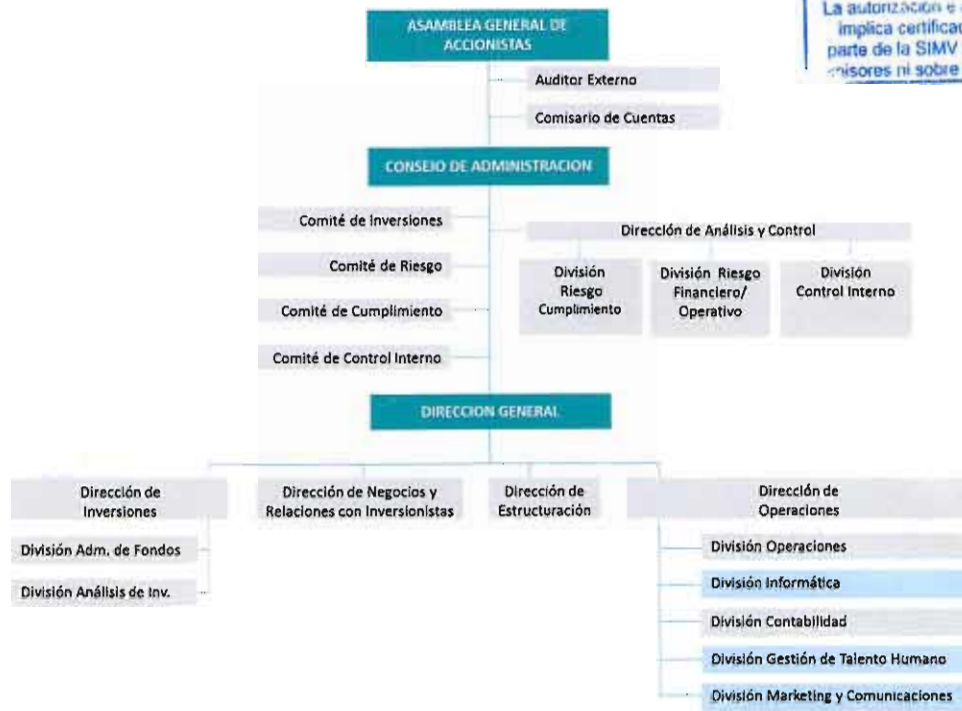 La autorización e
implica certificac
parte de la SIMV
misores ni sobre
ASAMBLEA GENERAL DE
ACCIONISTAS
Auditor Externo
Comisario de Cuentas
CONSEJO DE ADMINISTRACION
Comité de Inversiones
Comité de Riesgo
Comité de Cumplimiento
Comité de Control Interno
Dirección de Análisis y Control
División
Riesgo
Cumplimiento
División Riesgo
Financiero/
Operativo
División
Control Interno
DIRECCION GENERAL
Dirección de
Inversiones
División Adm. de Fondos
División Análisis de Inv.
Dirección de Negocios y
Relaciones con Inversionistas
Dirección de
Estructuración
Dirección de
Operaciones
División Operaciones
División Informática
División Contabilidad
División Gestión de Talento Humano
División Marketing y Comunicaciones